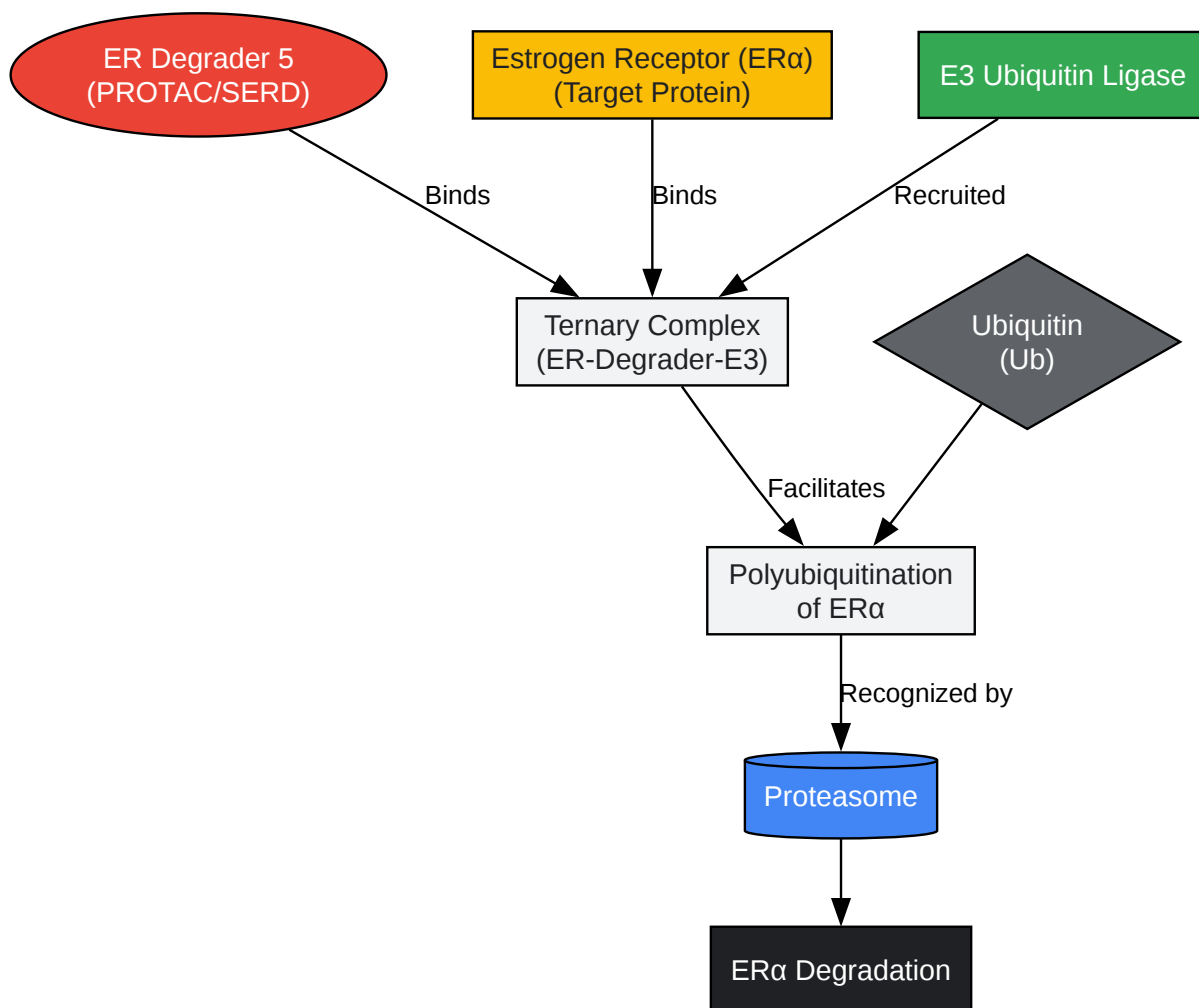 ER Degrader 5
(PROTAC/SERD)
Estrogen Receptor (ERα)
(Target Protein)
E3 Ubiquitin Ligase
Binds
Binds
Recruited
Ternary Complex
(ER-Degrader-E3)
Ubiquitin
(Ub)
Facilitates
Polyubiquitination
of ERα
Recognized by
Proteasome
ERα Degradation